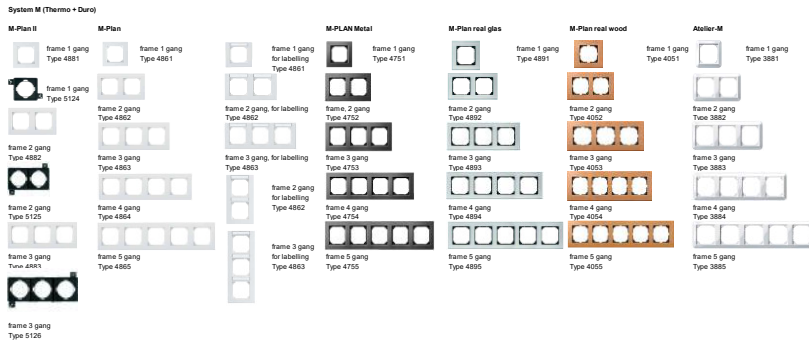 System M (Thermo + Duro)
M-Plan II
frame 1 gang
Type 4881
frame 1 gang
Type 5124
frame 2 gang
Type 4882
frame 2 gang
Type 5125
frame 3 gang
Type 4883
frame 3 gang
Type 5126
M-Plan
frame 1 gang
Type 4861
frame 2 gang
Type 4862
frame 3 gang
Type 4863
frame 4 gang
Type 4864
frame 5 gang
Type 4865
frame 1 gang
for labelling
Type 4861
frame 2 gang, for labelling
Type 4862
frame 3 gang, for labelling
Type 4863
frame 2 gang
for labelling
Type 4862
frame 3 gang
for labelling
Type 4863
M-PLAN Metal
frame 1 gang
Type 4751
frame, 2 gang
Type 4752
frame 3 gang
Type 4753
frame 4 gang
Type 4754
frame 5 gang
Type 4755
M-Plan real glas
frame 1 gang
Type 4891
frame 2 gang
Type 4892
frame 3 gang
Type 4893
frame 4 gang
Type 4894
frame 5 gang
Type 4895
M-Plan real wood
frame 1 gang
Type 4051
frame 2 gang
Type 4052
frame 3 gang
Type 4053
frame 4 gang
Type 4054
frame 5 gang
Type 4055
Atelier-M
frame 1 gang
Type 3881
frame 2 gang
Type 3882
frame 3 gang
Type 3883
frame 4 gang
Type 3884
frame 5 gang
Type 3885